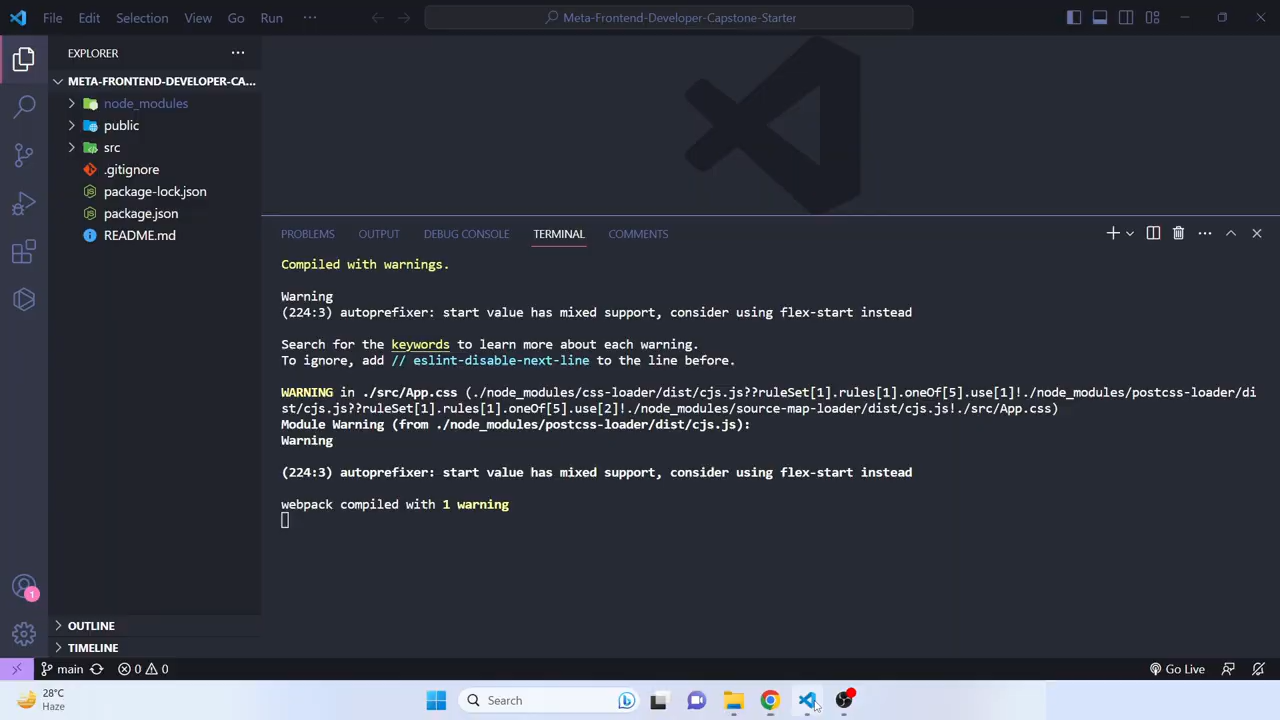 File Edit Selection View Go Run ··· Meta-Frontend-Developer-Capstone-Starter
EXPLORER
META-FRONTEND-DEVELOPER-CA...
node_modules
public
src
.gitignore
package-lock.json
package.json
README.md
OUTLINE
TIMELINE
PROBLEMS OUTPUT DEBUG CONSOLE TERMINAL COMMENTS
Compiled with warnings.
Warning
(224:3) autoprefixer: start value has mixed support, consider using flex-start instead
Search for the keywords to learn more about each warning.
To ignore, add // eslint-disable-next-line to the line before.
WARNING in ./src/App.css (./node_modules/css-loader/dist/cjs.js??ruleSet[1].rules[1].oneOf[5].use[1]!./node_modules/postcss-loader/di
st/cjs.js??ruleSet[1].rules[1].oneOf[5].use[2]!./node_modules/source-map-loader/dist/cjs.js!./src/App.css)
Module Warning (from ./node_modules/postcss-loader/dist/cjs.js):
Warning
(224:3) autoprefixer: start value has mixed support, consider using flex-start instead
webpack compiled with 1 warning
1
main 0 0 Go Live
28°C
Haze
Search